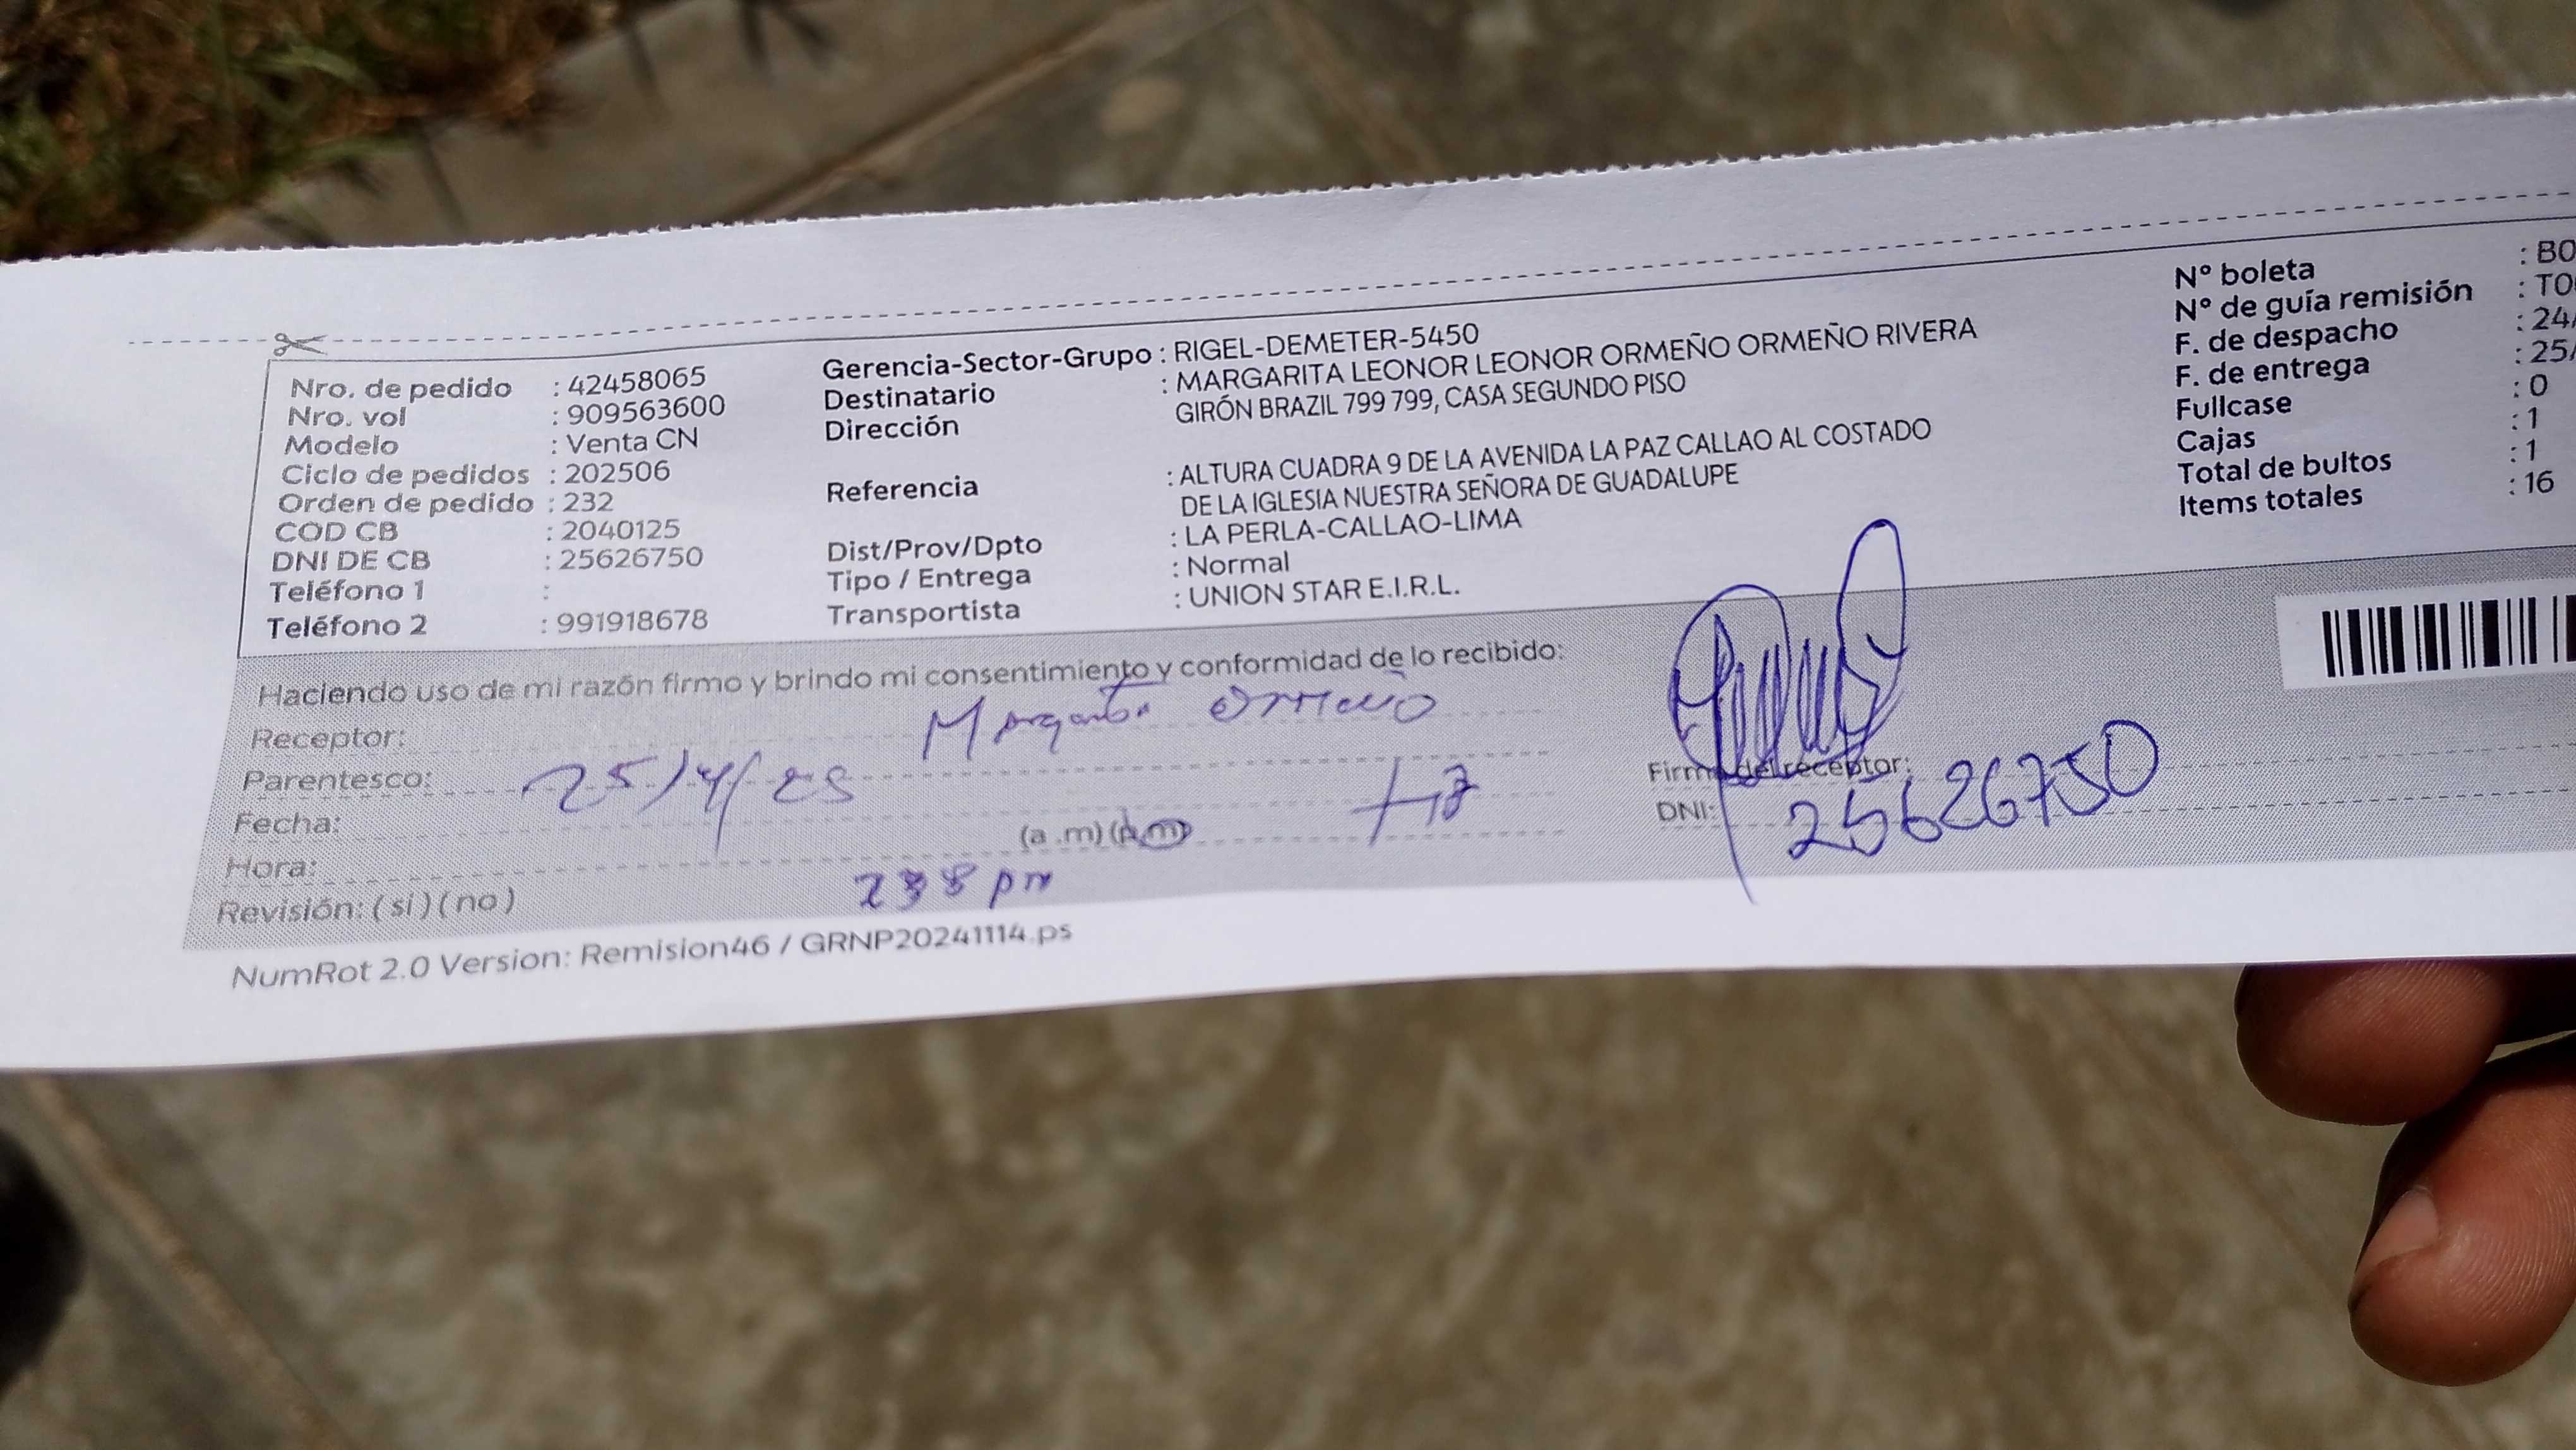 Nro. de pedido : 42458065
Nro. vol : 909563600
Modelo : Venta CN
Ciclo de pedidos : 202506
Orden de pedido : 232
COD CB : 2040125
DNI DE CB : 25626750
Teléfono 1 :
Teléfono 2 : 991918678
Gerencia-Sector-Grupo : RIGEL-DEMETER-5450
Destinatario : MARGARITA LEONOR LEONOR ORMEÑO ORMEÑO RIVERA
Dirección GIRÓN BRAZIL 799 799, CASA SEGUNDO PISO
Referencia : ALTURA CUADRA 9 DE LA AVENIDA LA PAZ CALLAO AL COSTADO
DE LA IGLESIA NUESTRA SEÑORA DE GUADALUPE
Dist/Prov/Dpto : LA PERLA-CALLAO-LIMA
Tipo / Entrega : Normal
Transportista : UNION STAR E.I.R.L.
N° boleta : B0
N° de guía remisión : T0
F. de despacho : 24/
F. de entrega : 25/
Fullcase : 0
Cajas : 1
Total de bultos : 1
Items totales : 16
Haciendo uso de mi razón firmo y brindo mi consentimiento y conformidad de lo recibido:
Receptor: Margarita Ormeño
Parentesco:
Fecha: 25/4/25
Hora: (a .m) (p.m)
238 pm
Revisión: (si) (no)
Firma del receptor:
DNI: 25626750
NumRot 2.0 Version: Remision46 / GRNP20241114.ps